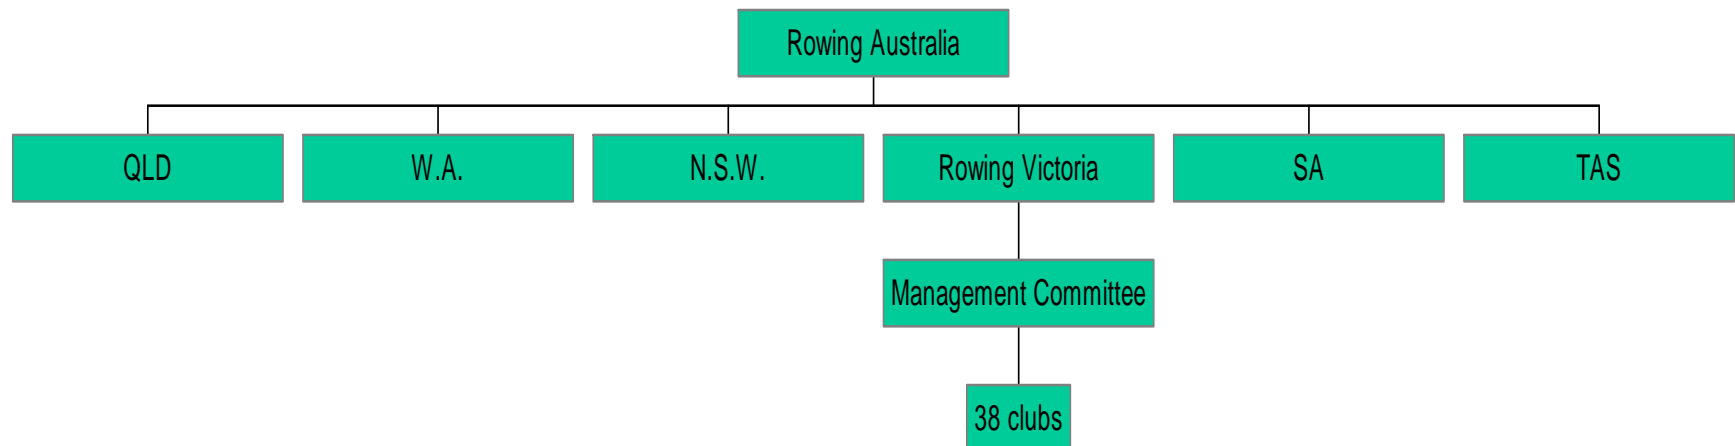 Rowing Australia
QLD
W.A.
N.S.W.
Rowing Victoria
SA
TAS
Management Committee
38 clubs